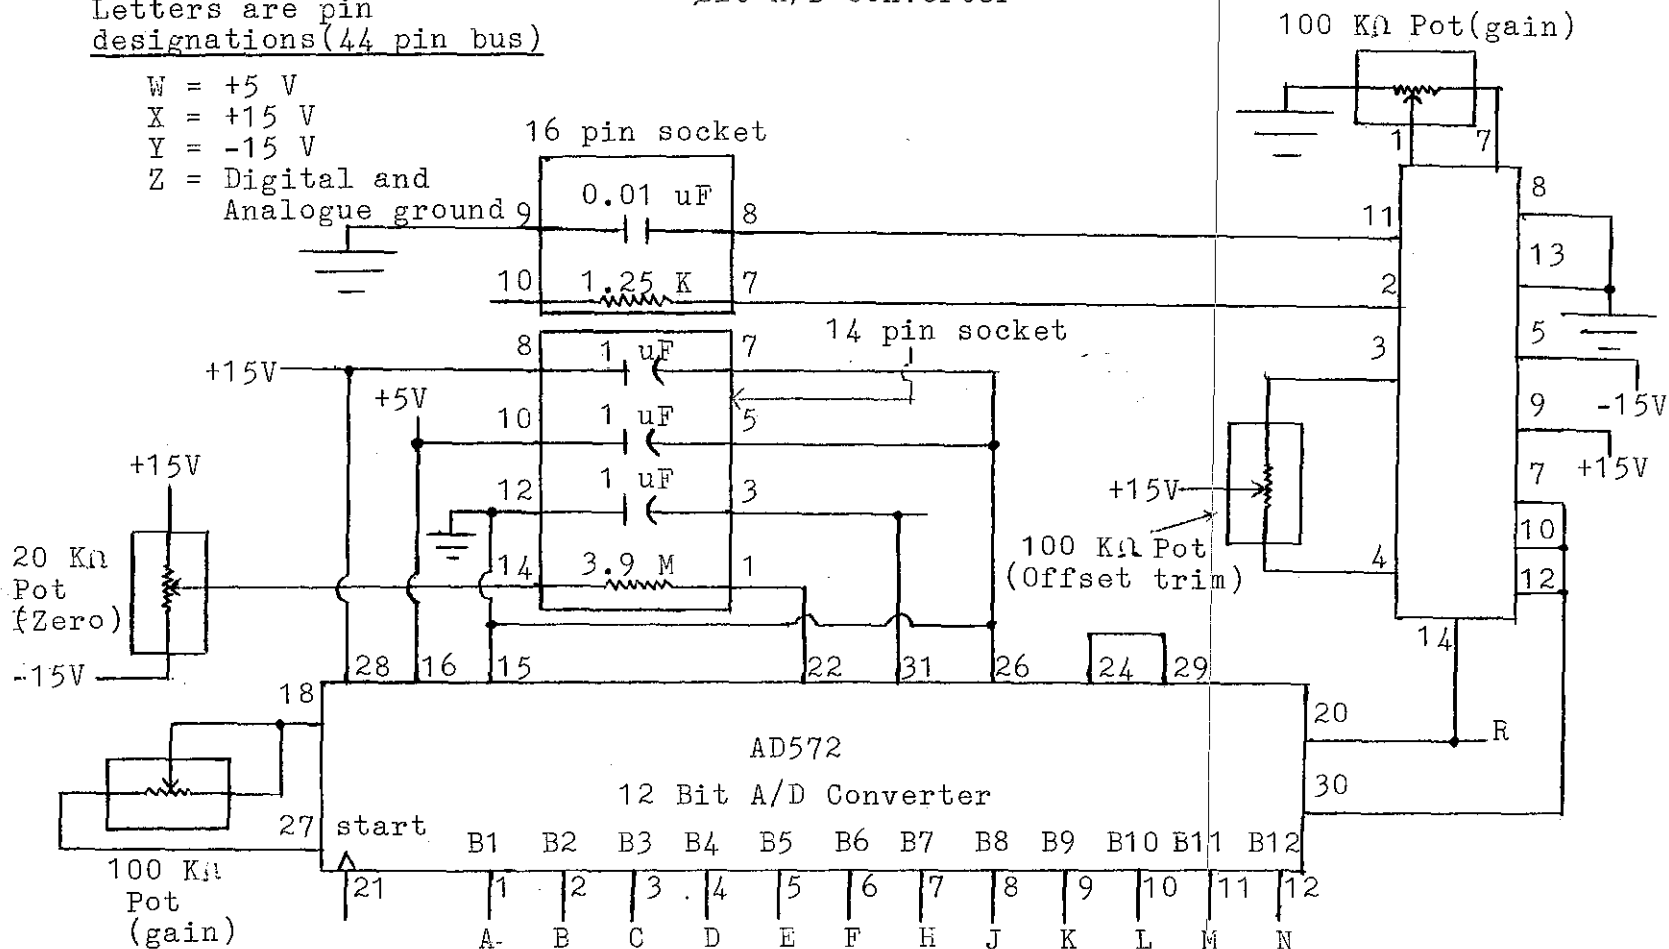 Letters are pin
designations(44 pin bus)
W = +5 V
X = +15 V
Y = -15 V
Z = Digital and
Analogue ground
Bit A/D Converter
100 KΩ Pot(gain)
1 7
16 pin socket
0.01 uF
9 8
10 1.25 K 7
14 pin socket
8 1 uF 7
+15V
+5V
10 1 uF 5
12 1 uF 3
14 3.9 M 1
+15V
20 KΩ
Pot
(Zero)
-15V
11
2
3
4
8
13
5
-15V
9
+15V
7
10
12
14
+15V
100 KΩ Pot
(Offset trim)
28 16 15 22 31 26 24 29
18
20
R
30
AD572
12 Bit A/D Converter
27 start
B1 B2 B3 B4 B5 B6 B7 B8 B9 B10 B11 B12
100 KΩ
Pot
(gain)
21 1 2 3 4 5 6 7 8 9 10 11 12
A B C D E F H J K L M N